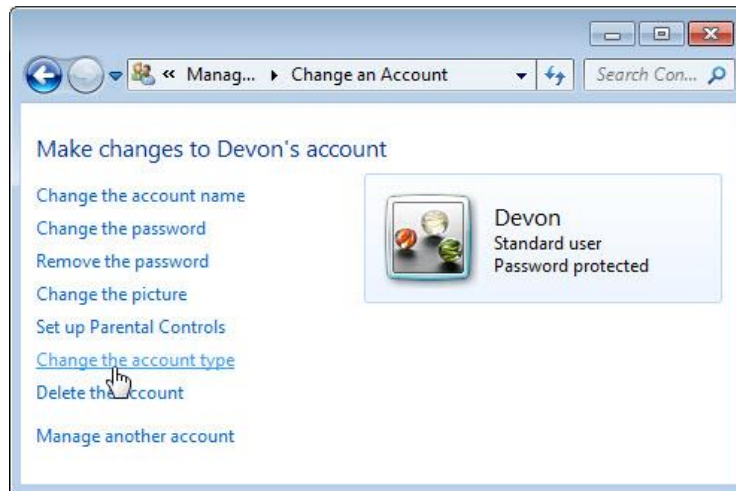 « Manag... ▸ Change an Account
Search Con...
Make changes to Devon's account
Change the account name
Change the password
Remove the password
Change the picture
Set up Parental Controls
Change the account type
Delete the account
Manage another account
Devon
Standard user
Password protected